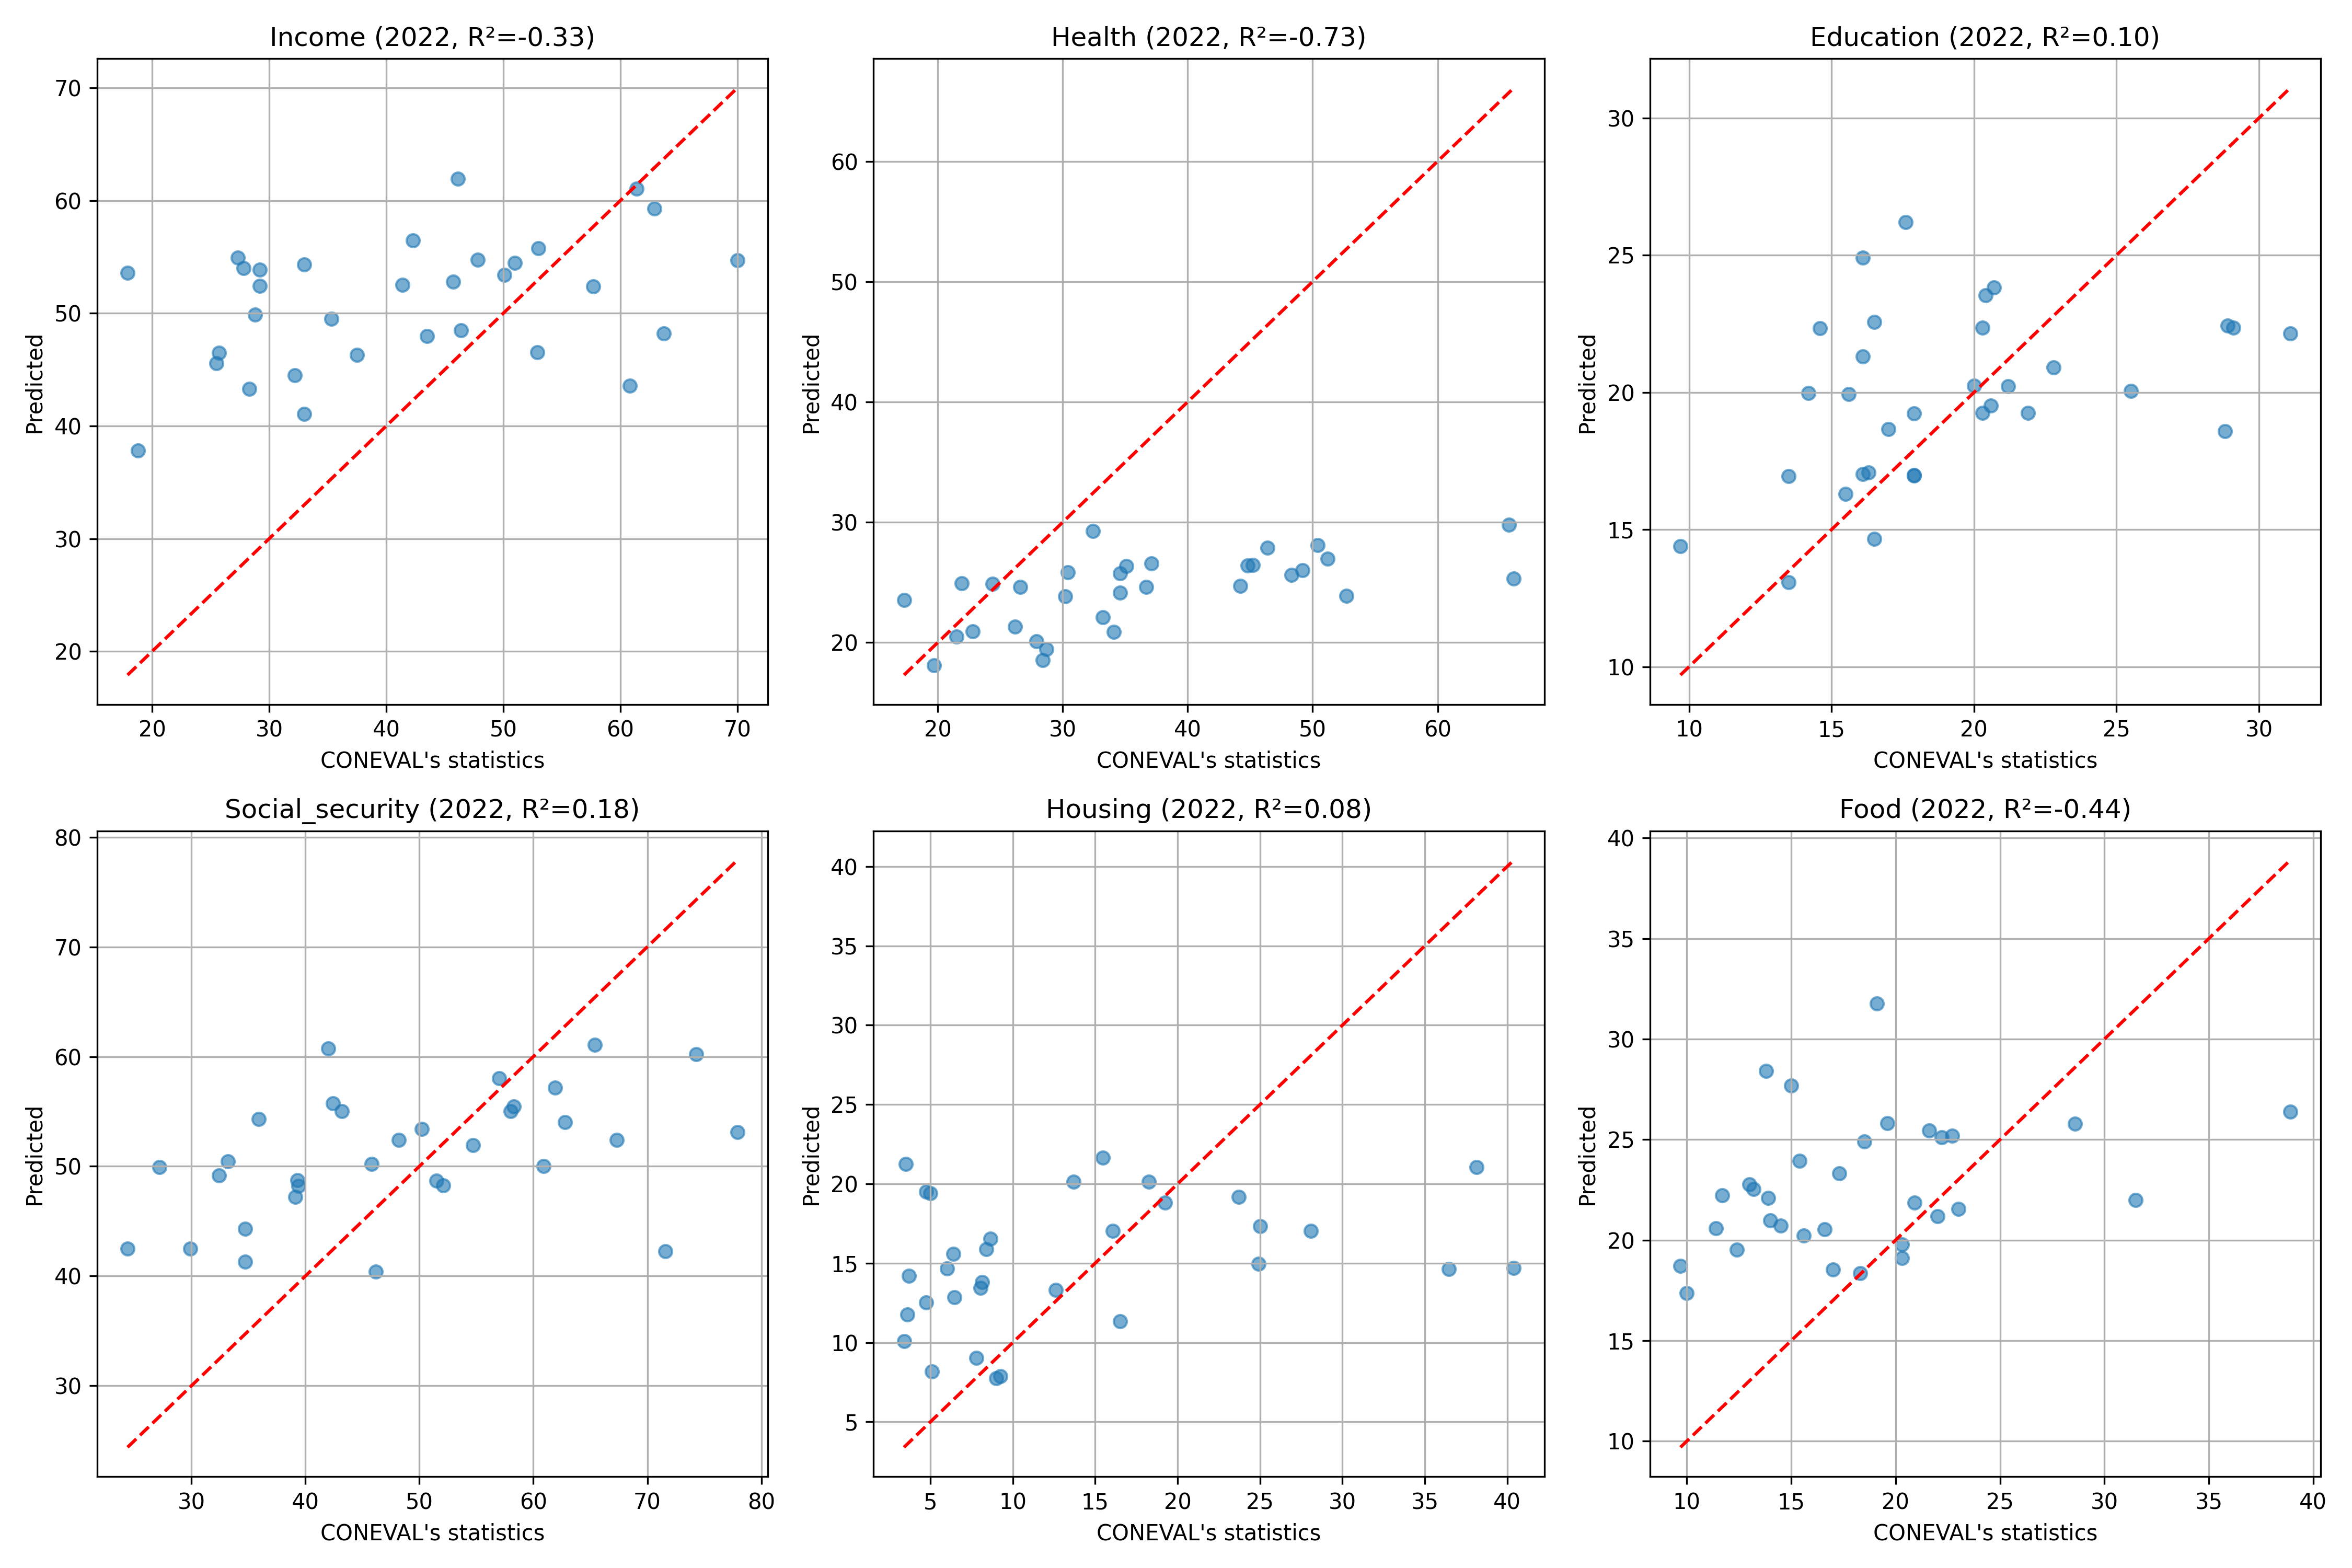 Income (2022, R²=-0.33)
70
60
50
40
30
20
Predicted
20 30 40 50 60 70
CONEVAL's statistics
Health (2022, R²=-0.73)
60
50
40
30
20
Predicted
20 30 40 50 60
CONEVAL's statistics
Education (2022, R²=0.10)
30
25
20
15
10
Predicted
10 15 20 25 30
CONEVAL's statistics
Social_security (2022, R²=0.18)
80
70
60
50
40
30
Predicted
30 40 50 60 70 80
CONEVAL's statistics
Housing (2022, R²=0.08)
40
35
30
25
20
15
10
5
Predicted
5 10 15 20 25 30 35 40
CONEVAL's statistics
Food (2022, R²=-0.44)
40
35
30
25
20
15
10
Predicted
10 15 20 25 30 35 40
CONEVAL's statistics